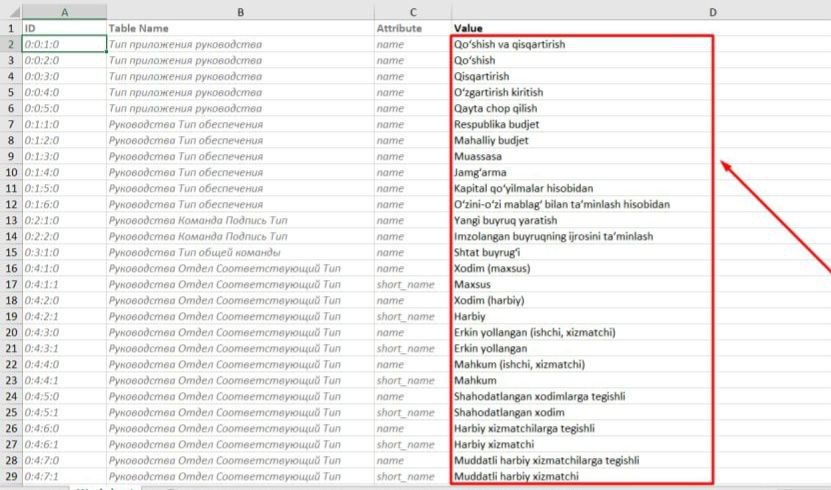 A B C D
1 ID Table Name Attribute Value
2 0:0:1:0 Тип приложения руководства name Qo‘shish va qisqartirish
3 0:0:2:0 Тип приложения руководства name Qo‘shish
4 0:0:3:0 Тип приложения руководства name Qisqartirish
5 0:0:4:0 Тип приложения руководства name O‘zgartirish kiritish
6 0:0:5:0 Тип приложения руководства name Qayta chop qilish
7 0:1:1:0 Руководства Тип обеспечения name Respublika budjet
8 0:1:2:0 Руководства Тип обеспечения name Mahalliy budjet
9 0:1:3:0 Руководства Тип обеспечения name Muassasa
10 0:1:4:0 Руководства Тип обеспечения name Jamg‘arma
11 0:1:5:0 Руководства Тип обеспечения name Kapital qo‘yilmalar hisobidan
12 0:1:6:0 Руководства Тип обеспечения name O‘zini-o‘zi mablag‘ bilan ta’minlash hisobidan
13 0:2:1:0 Руководства Команда Подпись Тип name Yangi buyruq yaratish
14 0:2:2:0 Руководства Команда Подпись Тип name Imzolangan buyruqning ijrosini ta’minlash
15 0:3:1:0 Руководства Тип общей команды name Shtat buyrug‘i
16 0:4:1:0 Руководства Отдел Соответствующий Тип name Xodim (maxsus)
17 0:4:1:1 Руководства Отдел Соответствующий Тип short_name Maxsus
18 0:4:2:0 Руководства Отдел Соответствующий Тип name Xodim (harbiy)
19 0:4:2:1 Руководства Отдел Соответствующий Тип short_name Harbiy
20 0:4:3:0 Руководства Отдел Соответствующий Тип name Erkin yollangan (ishchi, xizmatchi)
21 0:4:3:1 Руководства Отдел Соответствующий Тип short_name Erkin yollangan
22 0:4:4:0 Руководства Отдел Соответствующий Тип name Mahkum (ishchi, xizmatchi)
23 0:4:4:1 Руководства Отдел Соответствующий Тип short_name Mahkum
24 0:4:5:0 Руководства Отдел Соответствующий Тип name Shahodatlangan xodimlarga tegishli
25 0:4:5:1 Руководства Отдел Соответствующий Тип short_name Shahodatlangan xodim
26 0:4:6:0 Руководства Отдел Соответствующий Тип name Harbiy xizmatchilarga tegishli
27 0:4:6:1 Руководства Отдел Соответствующий Тип short_name Harbiy xizmatchi
28 0:4:7:0 Руководства Отдел Соответствующий Тип name Muddatli harbiy xizmatchilarga tegishli
29 0:4:7:1 Руководства Отдел Соответствующий Тип short_name Muddatli harbiy xizmatchi